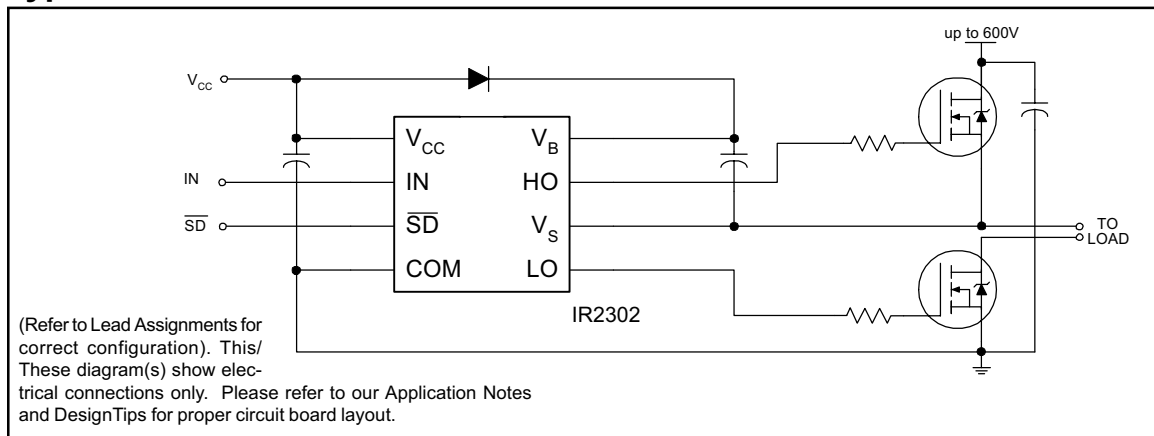 up to 600V
VCC
VCC
VB
IN
IN
HO
SD
SD
VS
TO
LOAD
COM
LO
IR2302
(Refer to Lead Assignments for
correct configuration). This/
These diagram(s) show elec-
trical connections only. Please refer to our Application Notes
and DesignTips for proper circuit board layout.